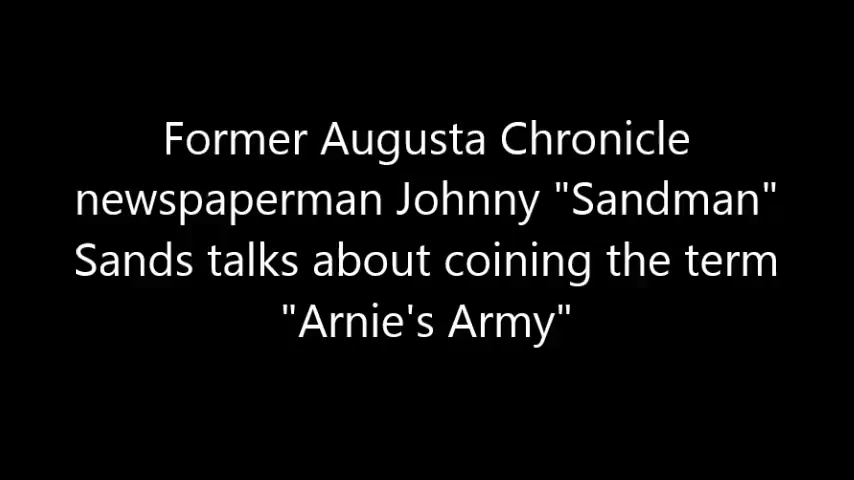 Former Augusta Chronicle
newspaperman Johnny "Sandman"
Sands talks about coining the term
"Arnie's Army"